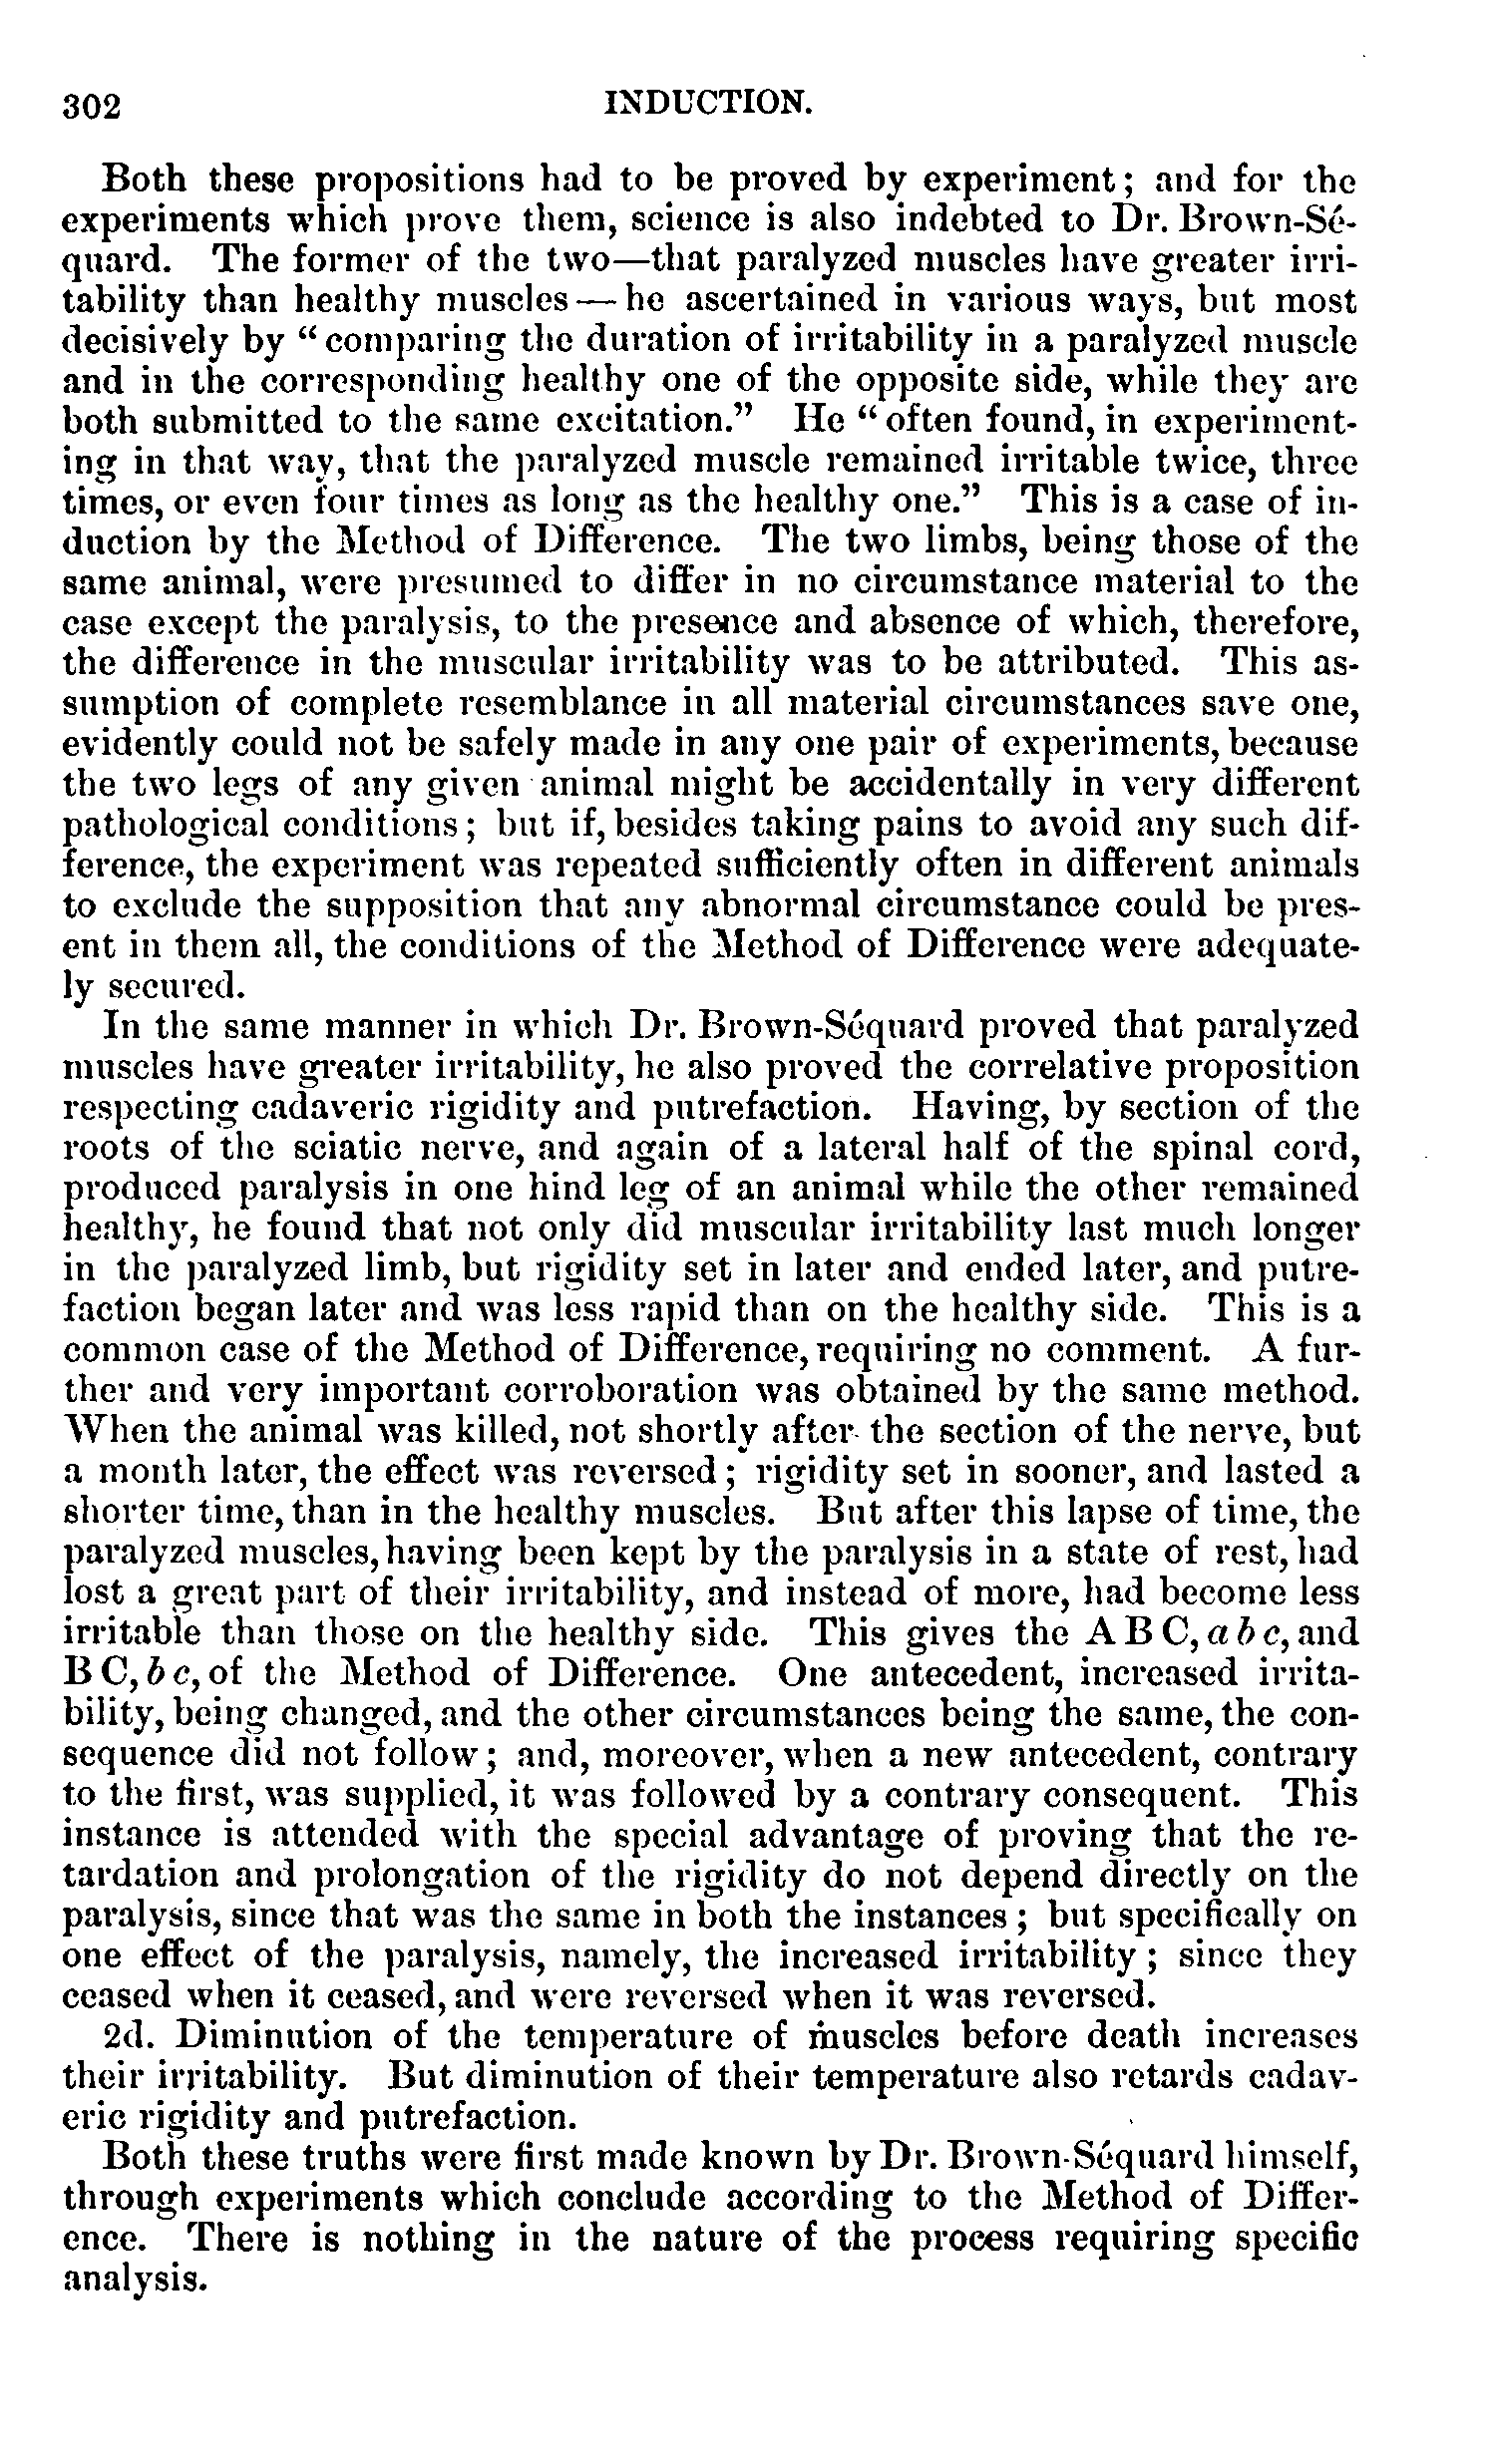 302 INDUCTION.
Both these propositions had to be proved by experiment; and for the
experiments which prove them, science is also indebted to Dr. Brown-Sé-
quard. The former of the two—that paralyzed muscles have greater irri-
tability than healthy muscles—he ascertained in various ways, but most
decisively by “comparing the duration of irritability in a paralyzed muscle
and in the corresponding healthy one of the opposite side, while they are
both submitted to the same excitation.” He “often found, in experiment-
ing in that way, that the paralyzed muscle remained irritable twice, three
times, or even four times as long as the healthy one.” This is a case of in-
duction by the Method of Difference. The two limbs, being those of the
same animal, were presumed to differ in no circumstance material to the
case except the paralysis, to the presence and absence of which, therefore,
the difference in the muscular irritability was to be attributed. This as-
sumption of complete resemblance in all material circumstances save one,
evidently could not be safely made in any one pair of experiments, because
the two legs of any given animal might be accidentally in very different
pathological conditions; but if, besides taking pains to avoid any such dif-
ference, the experiment was repeated sufficiently often in different animals
to exclude the supposition that any abnormal circumstance could be pres-
ent in them all, the conditions of the Method of Difference were adequate-
ly secured.
In the same manner in which Dr. Brown-Séquard proved that paralyzed
muscles have greater irritability, he also proved the correlative proposition
respecting cadaveric rigidity and putrefaction. Having, by section of the
roots of the sciatic nerve, and again of a lateral half of the spinal cord,
produced paralysis in one hind leg of an animal while the other remained
healthy, he found that not only did muscular irritability last much longer
in the paralyzed limb, but rigidity set in later and ended later, and putre-
faction began later and was less rapid than on the healthy side. This is a
common case of the Method of Difference, requiring no comment. A fur-
ther and very important corroboration was obtained by the same method.
When the animal was killed, not shortly after the section of the nerve, but
a month later, the effect was reversed; rigidity set in sooner, and lasted a
shorter time, than in the healthy muscles. But after this lapse of time, the
paralyzed muscles, having been kept by the paralysis in a state of rest, had
lost a great part of their irritability, and instead of more, had become less
irritable than those on the healthy side. This gives the A B C, a b c, and
B C, b c, of the Method of Difference. One antecedent, increased irrita-
bility, being changed, and the other circumstances being the same, the con-
sequence did not follow; and, moreover, when a new antecedent, contrary
to the first, was supplied, it was followed by a contrary consequent. This
instance is attended with the special advantage of proving that the re-
tardation and prolongation of the rigidity do not depend directly on the
paralysis, since that was the same in both the instances; but specifically on
one effect of the paralysis, namely, the increased irritability; since they
ceased when it ceased, and were reversed when it was reversed.
2d. Diminution of the temperature of muscles before death increases
their irritability. But diminution of their temperature also retards cadav-
eric rigidity and putrefaction.
Both these truths were first made known by Dr. Brown-Séquard himself,
through experiments which conclude according to the Method of Differ-
ence. There is nothing in the nature of the process requiring specific
analysis.